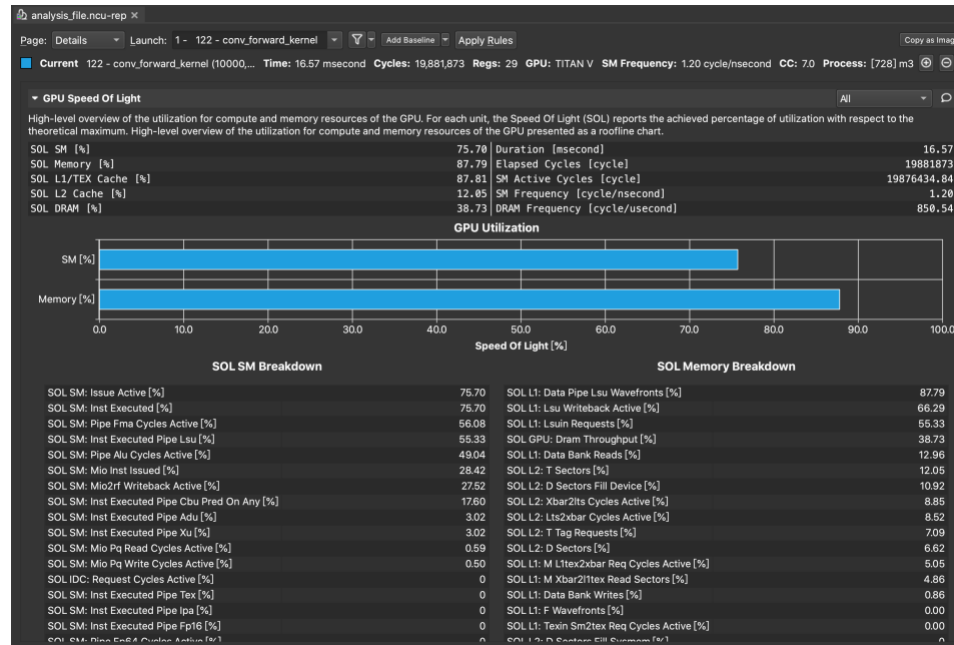 analysis_file.ncu-rep ×
Page: Details Launch: 1 - 122 - conv_forward_kernel Add Baseline Apply Rules Copy as Imag
Current 122 - conv_forward_kernel (10000,... Time: 16.57 msecond Cycles: 19,881,873 Regs: 29 GPU: TITAN V SM Frequency: 1.20 cycle/nsecond CC: 7.0 Process: [728] m3
GPU Speed Of Light All
High-level overview of the utilization for compute and memory resources of the GPU. For each unit, the Speed Of Light (SOL) reports the achieved percentage of utilization with respect to the
theoretical maximum. High-level overview of the utilization for compute and memory resources of the GPU presented as a roofline chart.
SOL SM [%] 75.70 Duration [msecond] 16.57
SOL Memory [%] 87.79 Elapsed Cycles [cycle] 19881873
SOL L1/TEX Cache [%] 87.81 SM Active Cycles [cycle] 19876434.84
SOL L2 Cache [%] 12.05 SM Frequency [cycle/nsecond] 1.20
SOL DRAM [%] 38.73 DRAM Frequency [cycle/usecond] 850.54
GPU Utilization
SM [%]
Memory [%]
0.0 10.0 20.0 30.0 40.0 50.0 60.0 70.0 80.0 90.0 100.0
Speed Of Light [%]
SOL SM Breakdown
SOL SM: Issue Active [%] 75.70
SOL SM: Inst Executed [%] 75.70
SOL SM: Pipe Fma Cycles Active [%] 56.08
SOL SM: Inst Executed Pipe Lsu [%] 55.33
SOL SM: Pipe Alu Cycles Active [%] 49.04
SOL SM: Mio Inst Issued [%] 28.42
SOL SM: Mio2rf Writeback Active [%] 27.52
SOL SM: Inst Executed Pipe Cbu Pred On Any [%] 17.60
SOL SM: Inst Executed Pipe Adu [%] 3.02
SOL SM: Inst Executed Pipe Xu [%] 3.02
SOL SM: Mio Pq Read Cycles Active [%] 0.59
SOL SM: Mio Pq Write Cycles Active [%] 0.50
SOL IDC: Request Cycles Active [%] 0
SOL SM: Inst Executed Pipe Tex [%] 0
SOL SM: Inst Executed Pipe Ipa [%] 0
SOL SM: Inst Executed Pipe Fp16 [%] 0
SOL SM: Pipe Fp64 Cycles Active [%] 0
SOL Memory Breakdown
SOL L1: Data Pipe Lsu Wavefronts [%] 87.79
SOL L1: Lsu Writeback Active [%] 66.29
SOL L1: Lsuin Requests [%] 55.33
SOL GPU: Dram Throughput [%] 38.73
SOL L1: Data Bank Reads [%] 12.96
SOL L2: T Sectors [%] 12.05
SOL L2: D Sectors Fill Device [%] 10.92
SOL L2: Xbar2lts Cycles Active [%] 8.85
SOL L2: Lts2xbar Cycles Active [%] 8.52
SOL L2: T Tag Requests [%] 7.09
SOL L2: D Sectors [%] 6.62
SOL L1: M L1tex2xbar Req Cycles Active [%] 5.05
SOL L1: M Xbar2l1tex Read Sectors [%] 4.86
SOL L1: Data Bank Writes [%] 0.86
SOL L1: F Wavefronts [%] 0.00
SOL L1: Texin Sm2tex Req Cycles Active [%] 0.00
SOL L2: D Sectors Fill Sysmem [%] 0